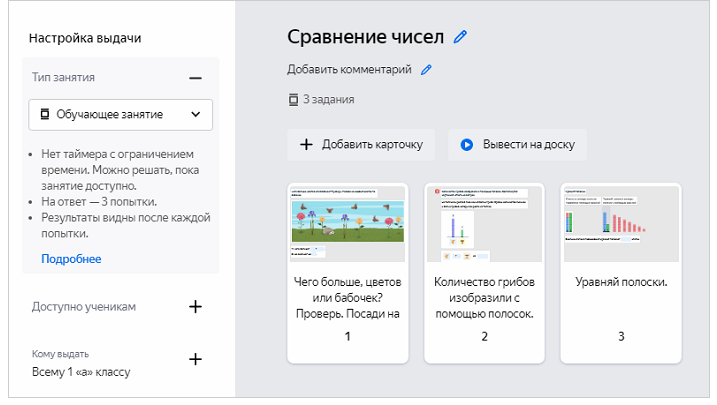 Настройка выдачи
Тип занятия
Обучающее занятие
Нет таймера с ограничением
времени. Можно решать, пока
занятие доступно.
На ответ — 3 попытки.
Результаты видны после каждой
попытки.
Подробнее
Доступно ученикам
Кому выдать
Всему 1 «а» классу
Сравнение чисел
Добавить комментарий
3 задания
Добавить карточку
Вывести на доску
Чего больше, цветов
или бабочек?
Проверь. Посади на
1
Количество грибов
изобразили с
помощью полосок.
2
Уравняй полоски.
3